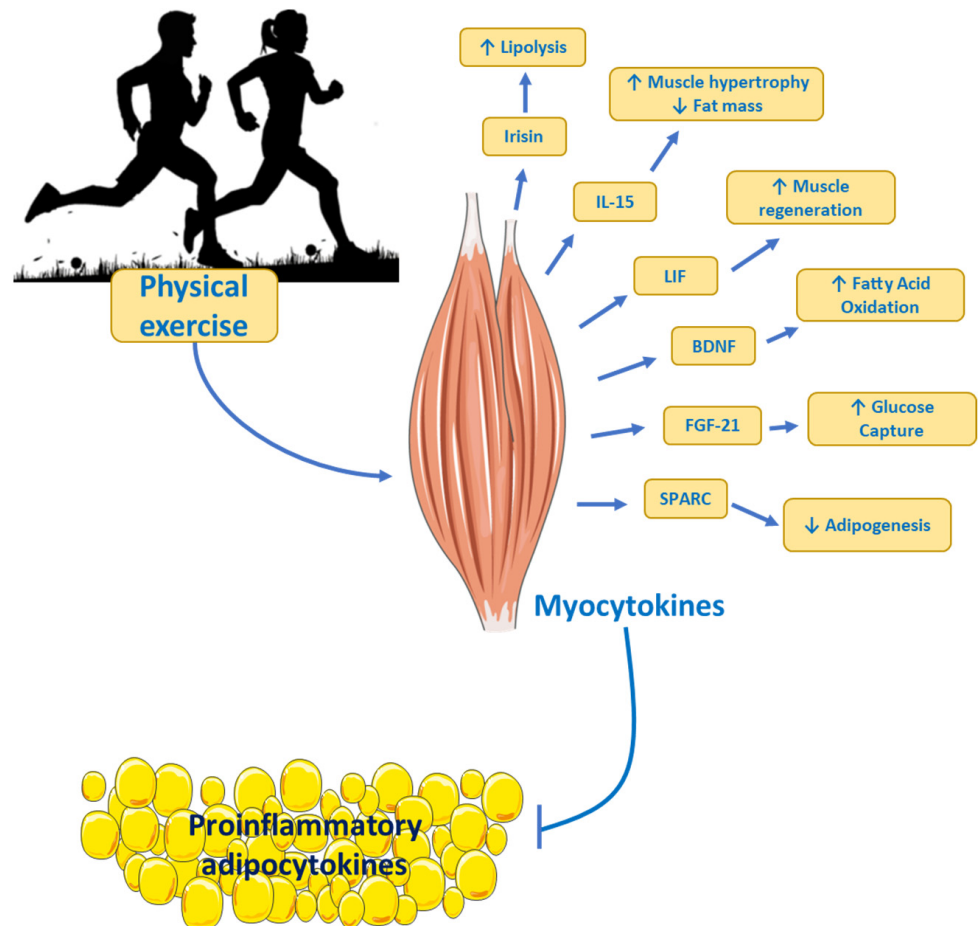 ↑ Lipolysis
Irisin
↑ Muscle hypertrophy
↓ Fat mass
IL-15
↑ Muscle
regeneration
LIF
Physical
exercise
↑ Fatty Acid
Oxidation
BDNF
FGF-21
↑ Glucose
Capture
SPARC
↓ Adipogenesis
Myocytokines
Proinflammatory
adipocytokines